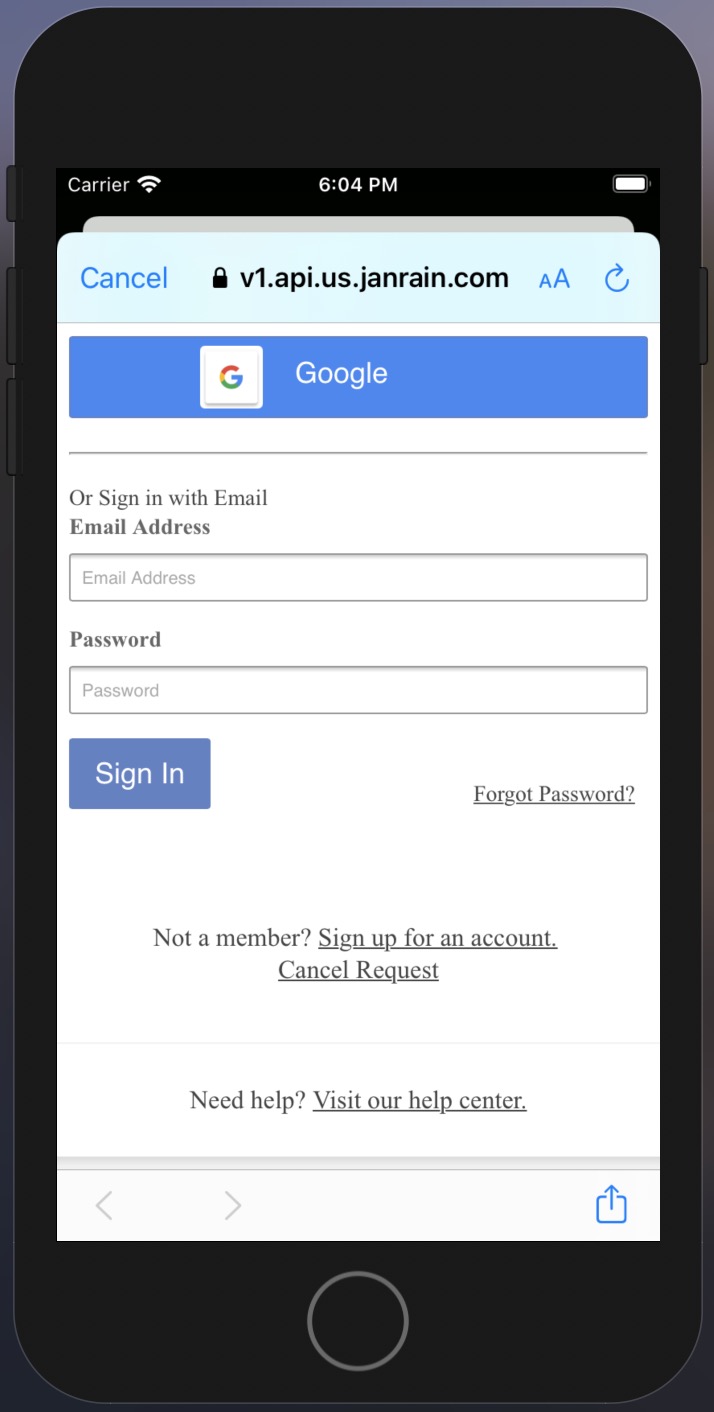 Carrier 6:04 PM
Cancel v1.api.us.janrain.com AA
G Google
Or Sign in with Email
Email Address
Email Address
Password
Password
Sign In
Forgot Password?
Not a member? Sign up for an account.
Cancel Request
Need help? Visit our help center.